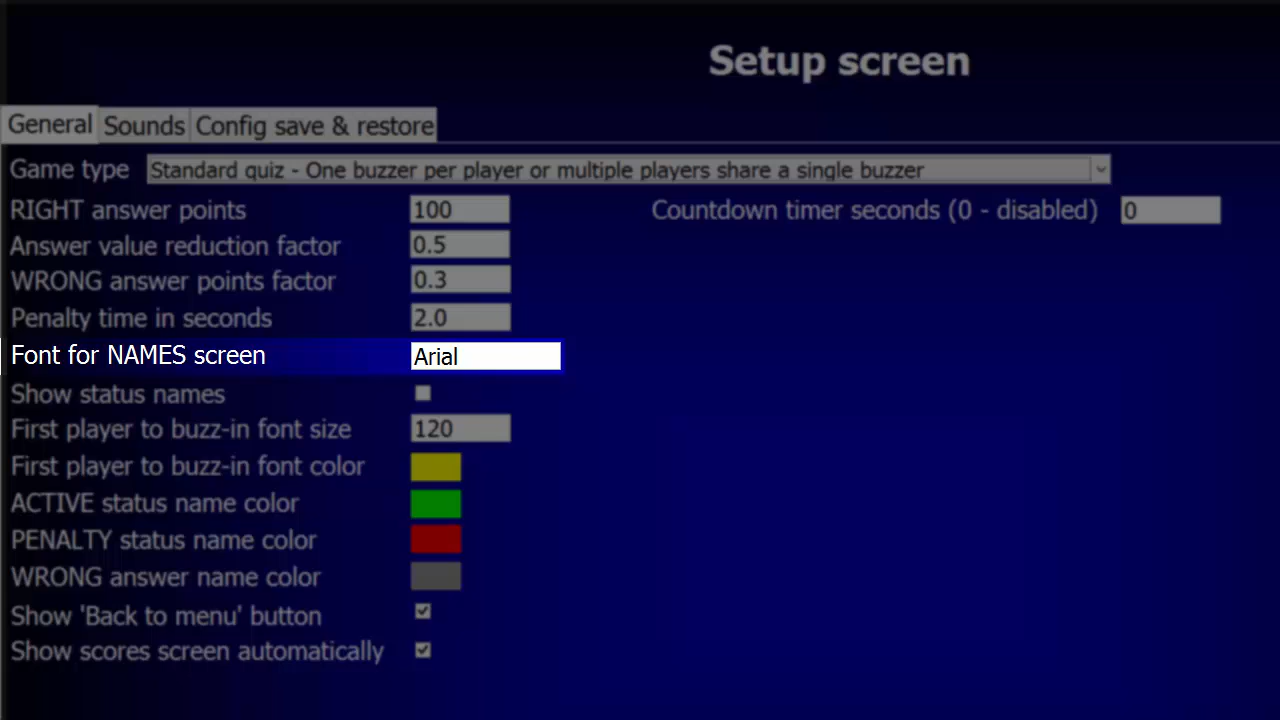 Setup screen
General Sounds Config save & restore
Game type Standard quiz - One buzzer per player or multiple players share a single buzzer
RIGHT answer points 100 Countdown timer seconds (0 - disabled) 0
Answer value reduction factor 0.5
WRONG answer points factor 0.3
Penalty time in seconds 2.0
Font for NAMES screen Arial
Show status names
First player to buzz-in font size 120
First player to buzz-in font color
ACTIVE status name color
PENALTY status name color
WRONG answer name color
Show 'Back to menu' button
Show scores screen automatically